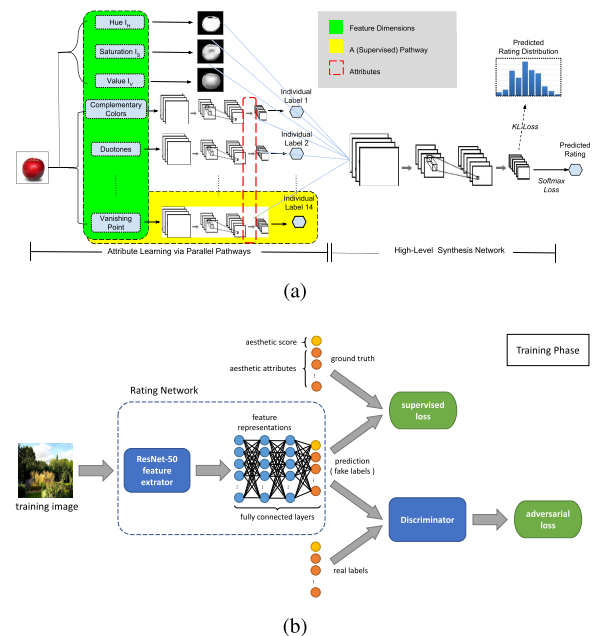 Hue I_H
Saturation I_S
Value I_V
Complementary
Colors
Duotones
Vanishing
Point
Feature Dimensions
A (Supervised) Pathway
Attributes
Individual
Label 1
Individual
Label 2
Individual
Label 14
Predicted
Rating Distribution
KL Loss
Predicted
Rating
Softmax
Loss
Attribute Learning via Parallel Pathways
High-Level Synthesis Network
(a)
aesthetic score
aesthetic attributes
ground truth
Training Phase
Rating Network
feature
representations
supervised
loss
ResNet-50
feature
extrator
prediction
( fake labels )
training image
fully connected layers
Discriminator
adversarial
loss
real labels
(b)